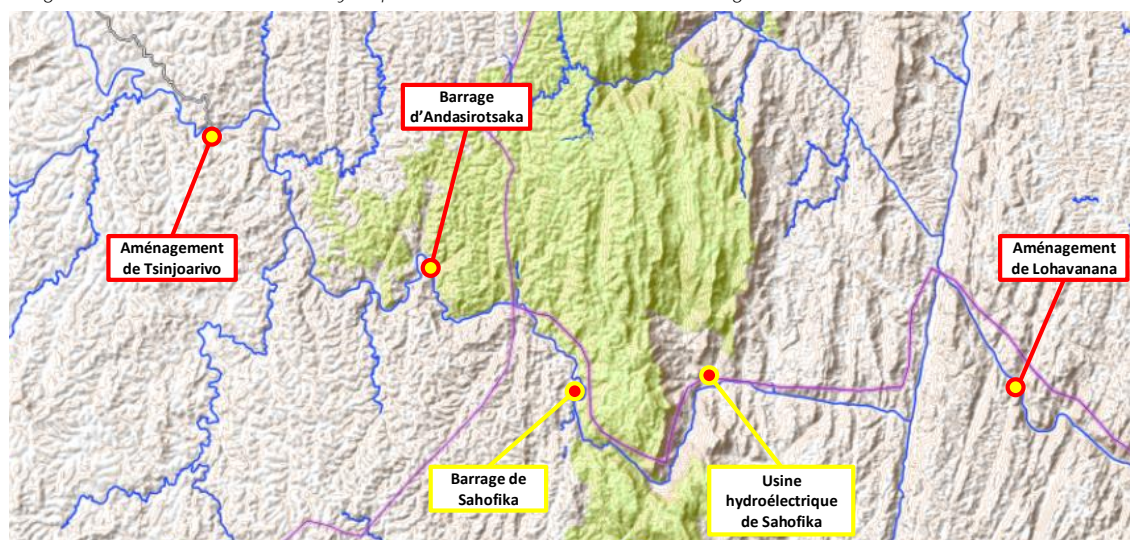 Barrage
d'Andasirotsaka
Aménagement
de Tsinjoarivo
Aménagement
de Lohavanana
Barrage de
Sahofika
Usine
hydroélectrique
de Sahofika